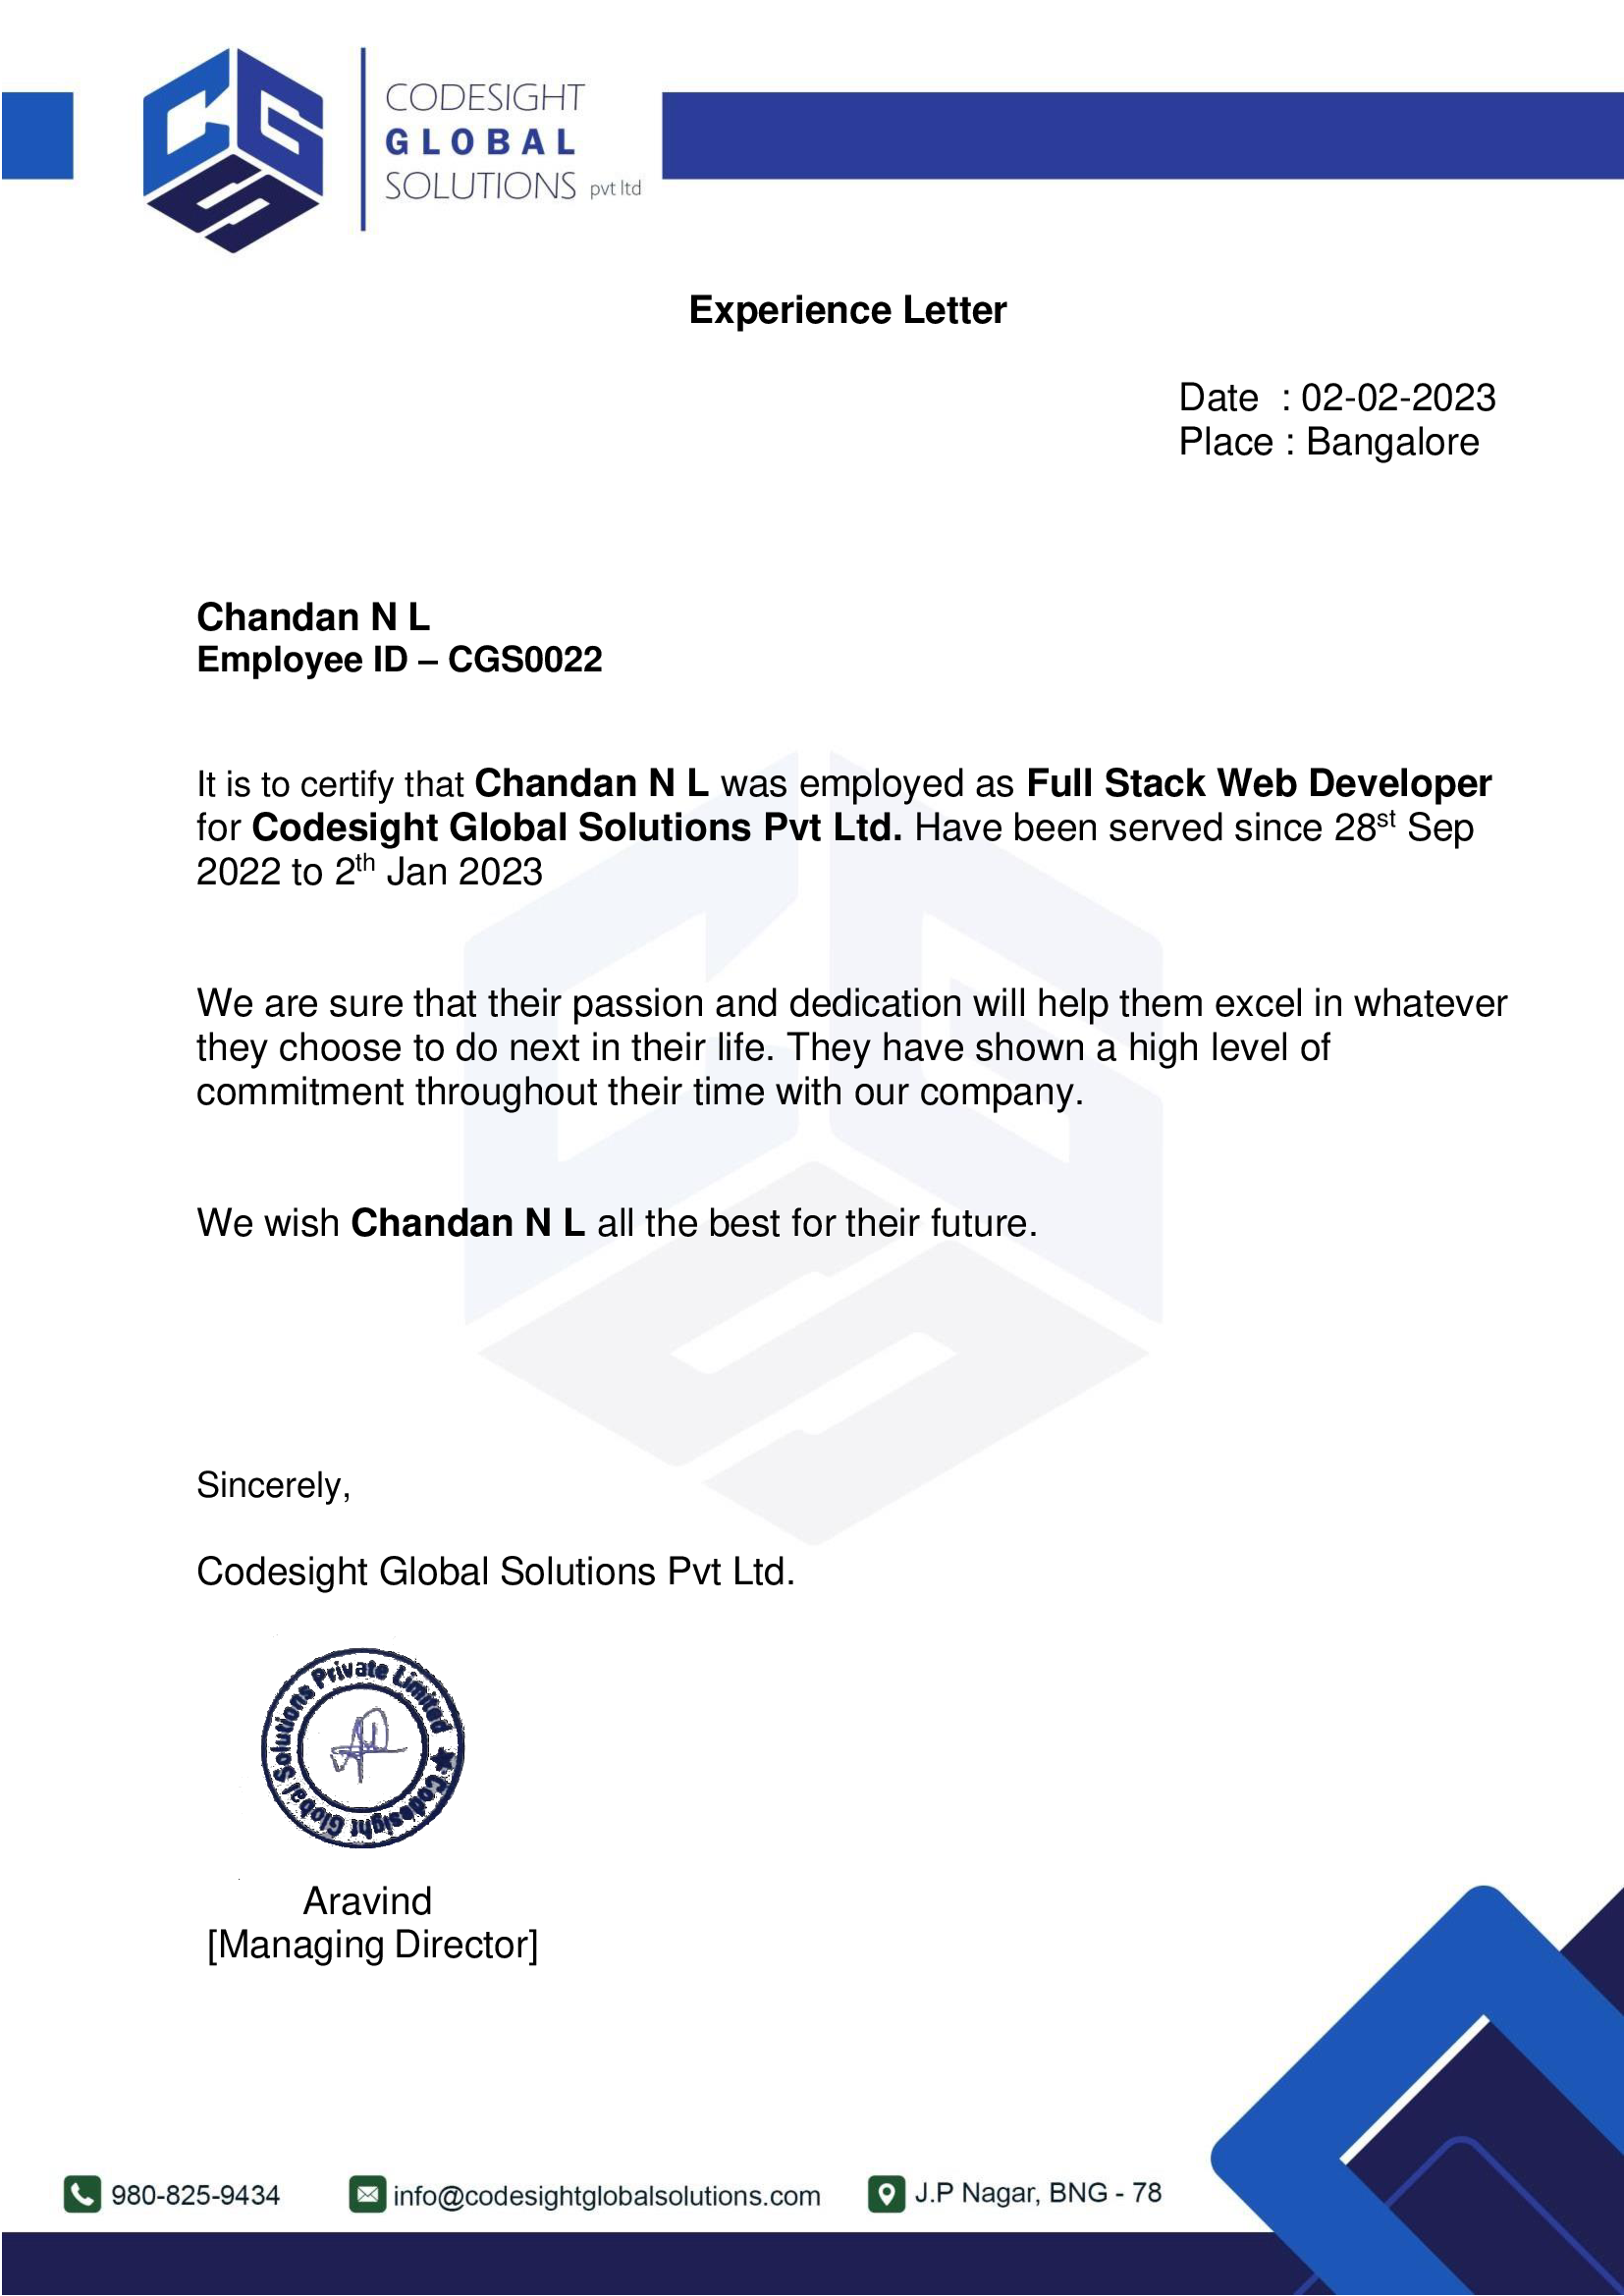 CODESIGHT
GLOBAL
SOLUTIONS pvt ltd
Experience Letter
Date : 02-02-2023
Place : Bangalore
Chandan N L
Employee ID – CGS0022
It is to certify that Chandan N L was employed as Full Stack Web Developer
for Codesight Global Solutions Pvt Ltd. Have been served since 28st Sep
2022 to 2th Jan 2023
We are sure that their passion and dedication will help them excel in whatever
they choose to do next in their life. They have shown a high level of
commitment throughout their time with our company.
We wish Chandan N L all the best for their future.
Sincerely,
Codesight Global Solutions Pvt Ltd.
Codesight Global Solutions Private Limited ★
Aravind
[Managing Director]
980-825-9434 info@codesightglobalsolutions.com J.P Nagar, BNG - 78